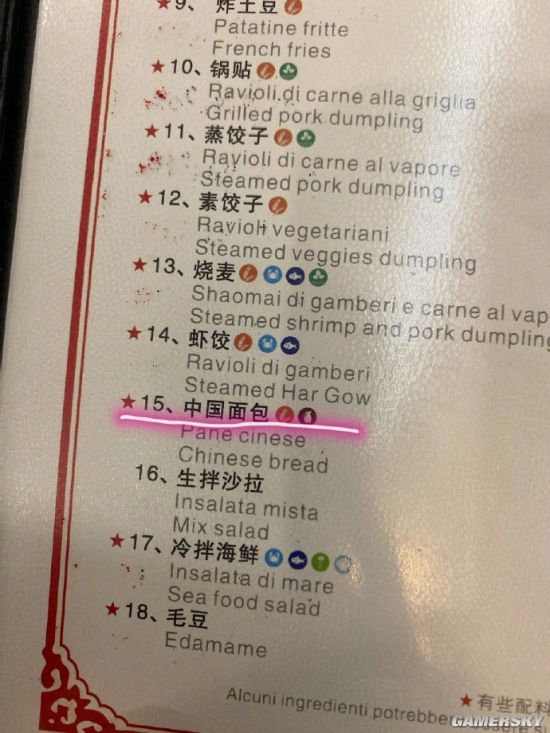 ★9、炸土豆
Patatine fritte
French fries
★10、锅贴
Ravioli di carne alla griglia
Grilled pork dumpling
★11、蒸饺子
Ravioli di carne al vapore
Steamed pork dumpling
★12、素饺子
Ravioli vegetariani
Steamed veggies dumpling
★13、烧麦
Shaomai di gamberi e carne al vap
Steamed shrimp and pork dumpling
★14、虾饺
Ravioli di gamberi
Steamed Har Gow
★15、中国面包
Pane cinese
Chinese bread
16、生拌沙拉
Insalata mista
Mix salad
★17、冷拌海鲜
Insalata di mare
Sea food salad
★18、毛豆
Edamame
★有些配料
Alcuni ingredienti potrebber
GAMERSKY